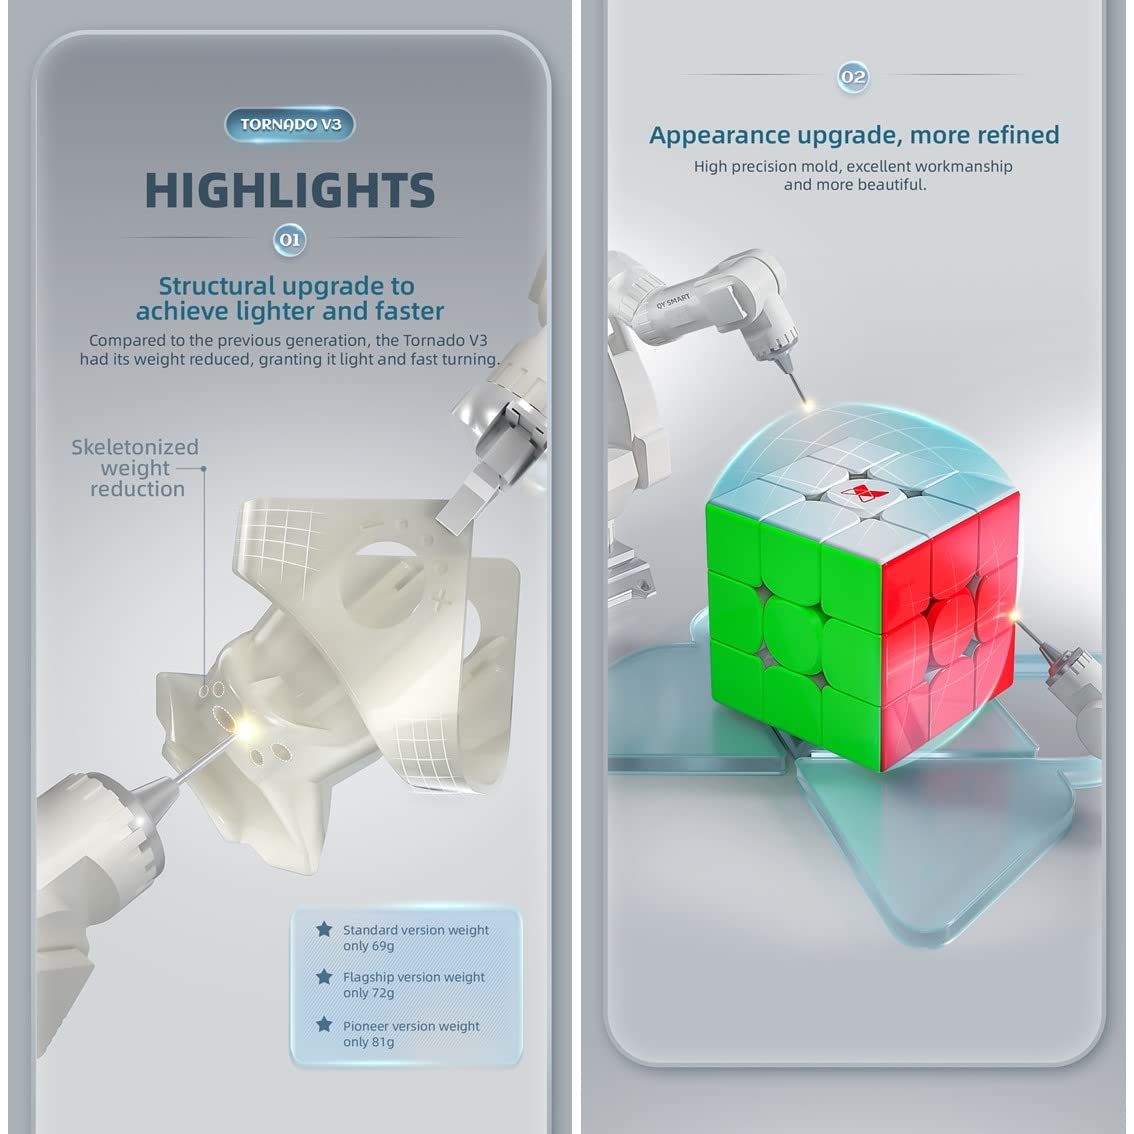 TORNADO V3
HIGHLIGHTS
01
Structural upgrade to
achieve lighter and faster
Compared to the previous generation, the Tornado V3
had its weight reduced, granting it light and fast turning.
Skeletonized
weight
reduction
Standard version weight
only 69g
Flagship version weight
only 72g
Pioneer version weight
only 81g
02
Appearance upgrade, more refined
High precision mold, excellent workmanship
and more beautiful.
QY SMART